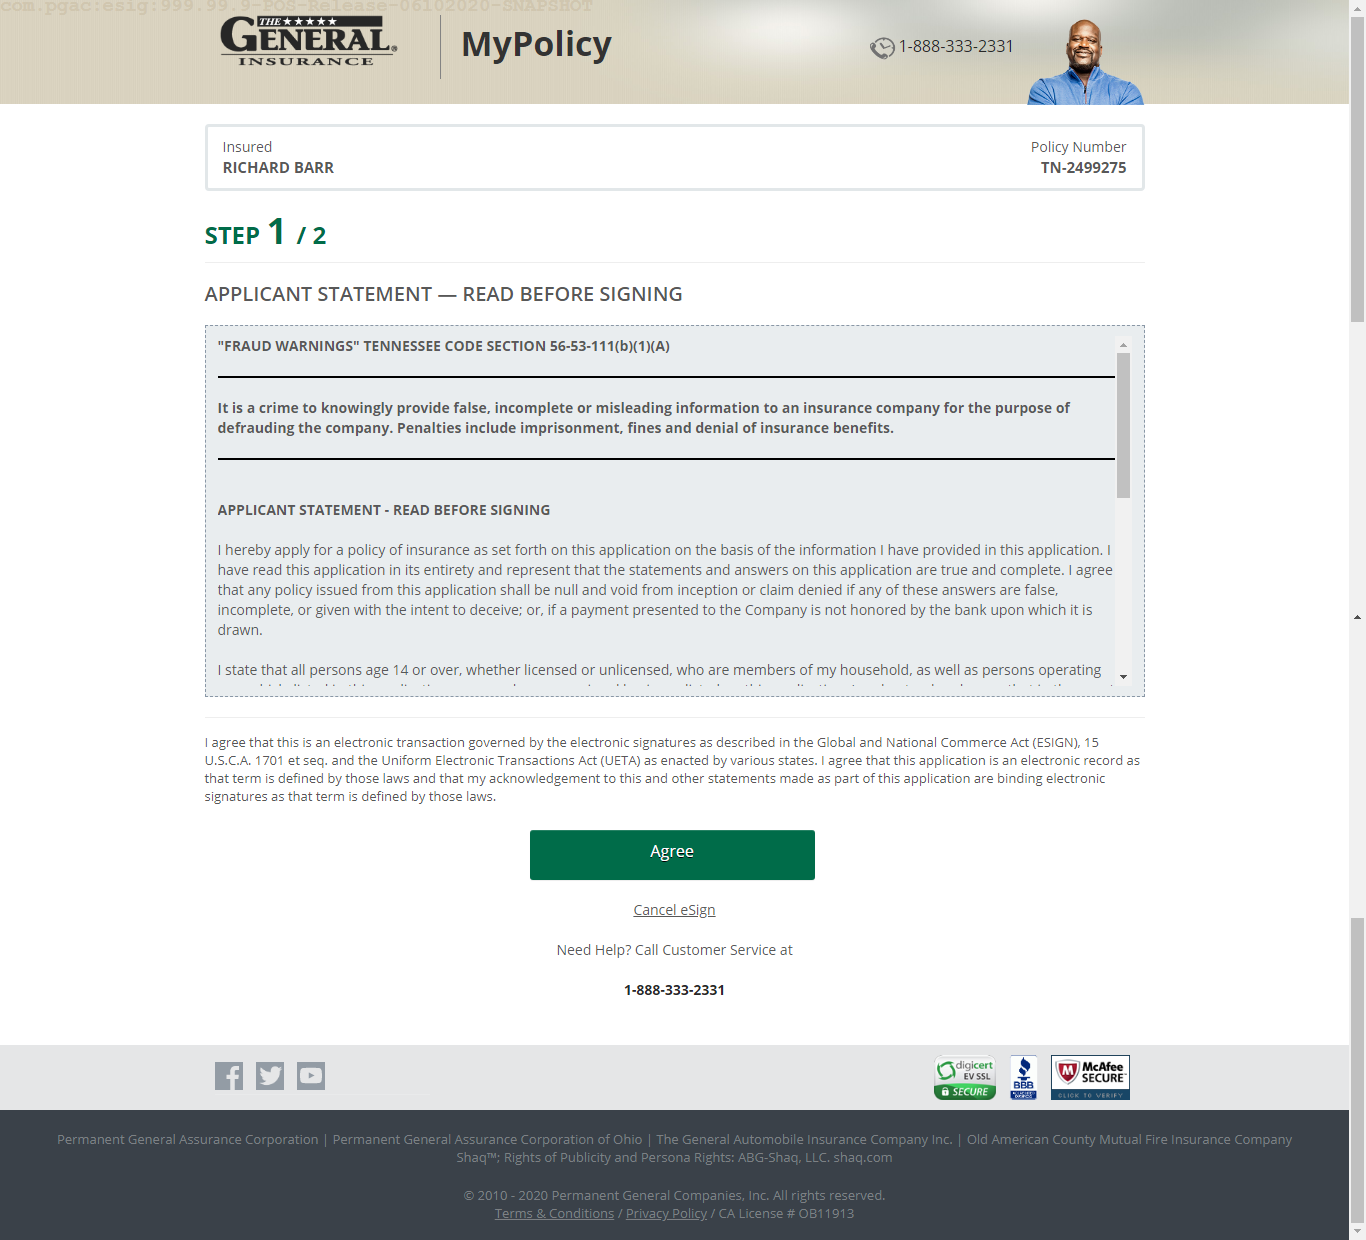 com.pgac:esig:999.99.9-POS-Release-06102020-SNAPSHOT
THE
GENERAL®
INSURANCE
MyPolicy
1-888-333-2331
Insured
Policy Number
RICHARD BARR
TN-2499275
STEP 1 / 2
APPLICANT STATEMENT — READ BEFORE SIGNING
"FRAUD WARNINGS" TENNESSEE CODE SECTION 56-53-111(b)(1)(A)
It is a crime to knowingly provide false, incomplete or misleading information to an insurance company for the purpose of
defrauding the company. Penalties include imprisonment, fines and denial of insurance benefits.
APPLICANT STATEMENT - READ BEFORE SIGNING
I hereby apply for a policy of insurance as set forth on this application on the basis of the information I have provided in this application. I
have read this application in its entirety and represent that the statements and answers on this application are true and complete. I agree
that any policy issued from this application shall be null and void from inception or claim denied if any of these answers are false,
incomplete, or given with the intent to deceive; or, if a payment presented to the Company is not honored by the bank upon which it is
drawn.
I state that all persons age 14 or over, whether licensed or unlicensed, who are members of my household, as well as persons operating
I agree that this is an electronic transaction governed by the electronic signatures as described in the Global and National Commerce Act (ESIGN), 15
U.S.C.A. 1701 et seq. and the Uniform Electronic Transactions Act (UETA) as enacted by various states. I agree that this application is an electronic record as
that term is defined by those laws and that my acknowledgement to this and other statements made as part of this application are binding electronic
signatures as that term is defined by those laws.
Agree
Cancel eSign
Need Help? Call Customer Service at
1-888-333-2331
digicert
EV SSL
SECURE
BBB
McAfee
SECURE™
CLICK TO VERIFY
Permanent General Assurance Corporation | Permanent General Assurance Corporation of Ohio | The General Automobile Insurance Company Inc. | Old American County Mutual Fire Insurance Company
Shaq™; Rights of Publicity and Persona Rights: ABG-Shaq, LLC. shaq.com
© 2010 - 2020 Permanent General Companies, Inc. All rights reserved.
Terms & Conditions / Privacy Policy / CA License # OB11913